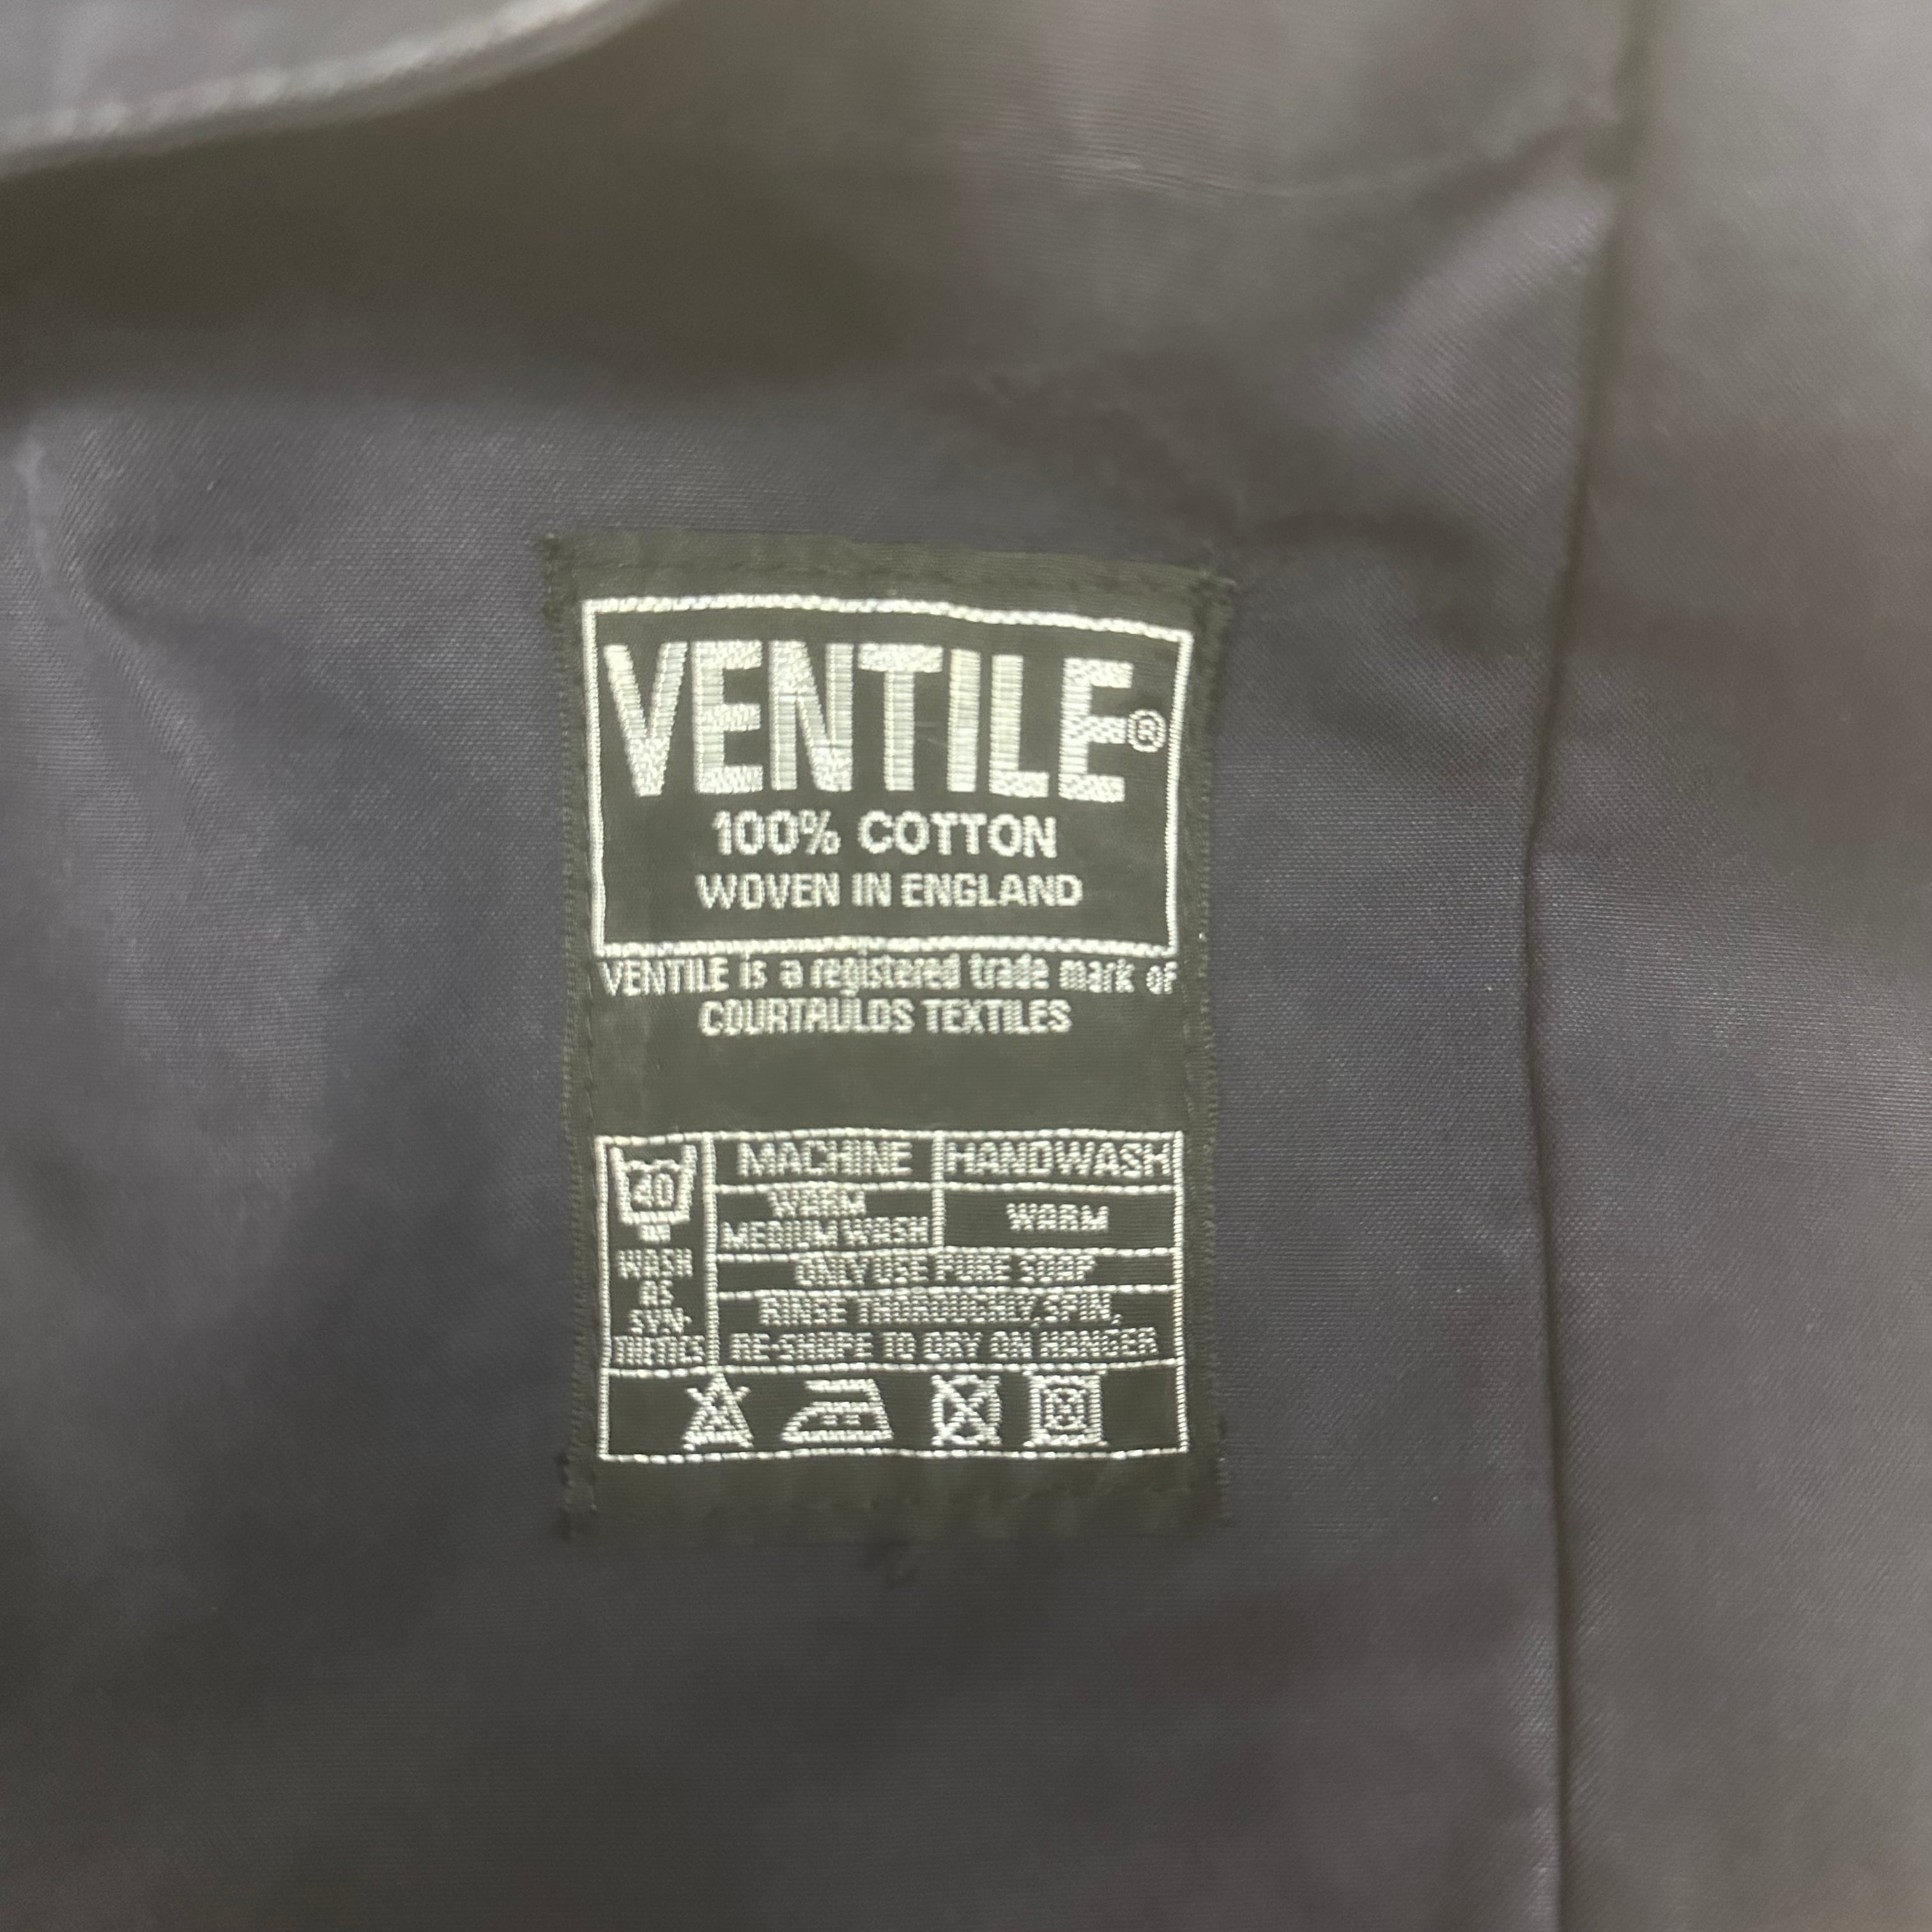 VENTILE®
100% COTTON
WOVEN IN ENGLAND
VENTILE is a registered trade mark of
COURTAULDS TEXTILES
40
WASH
AS
SYN-
THETICS
MACHINE HANDWASH
WARM
MEDIUM WASH
WARM
ONLY USE PURE SOAP
RINSE THOROUGHLY, SPIN,
RE-SHAPE TO DRY ON HANGER